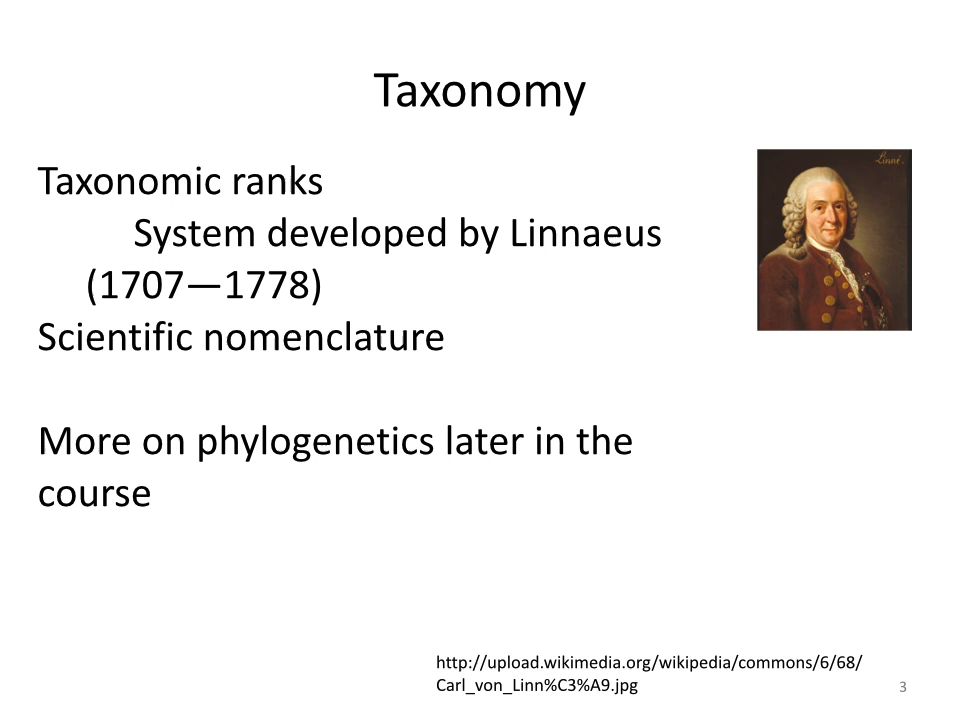 Taxonomy
Taxonomic ranks
System developed by Linnaeus
(1707—1778)
Scientific nomenclature
More on phylogenetics later in the
course
Linné.
http://upload.wikimedia.org/wikipedia/commons/6/68/
Carl_von_Linn%C3%A9.jpg
3